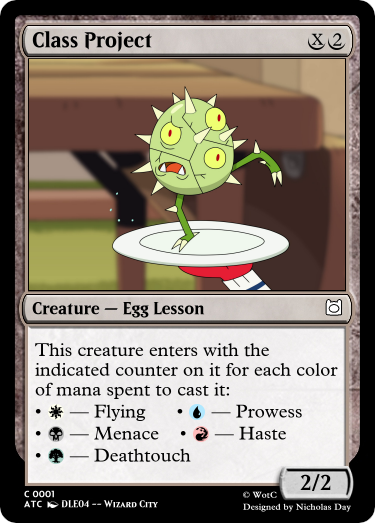 Class Project
X 2
Creature — Egg Lesson
This creature enters with the
indicated counter on it for each color
of mana spent to cast it:
• — Flying • — Prowess
• — Menace • — Haste
• — Deathtouch
2/2
C 0001
ATC DLE04 -- Wizard City
© WotC
Designed by Nicholas Day